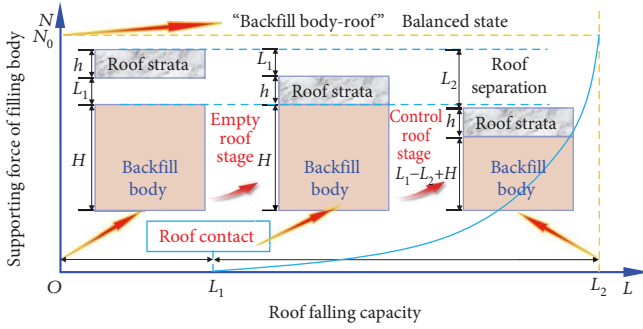 N
N₀
"Backfill body-roof" Balanced state
h
Roof strata
L₁
H
Backfill
body
Empty
roof
stage
L₁
h
Roof strata
H
Backfill
body
Control
roof
stage
L₁−L₂+H
L₂
Roof
separation
h
Roof strata
Backfill
body
Roof contact
Supporting force of filling body
O
L₁
L₂
L
Roof falling capacity